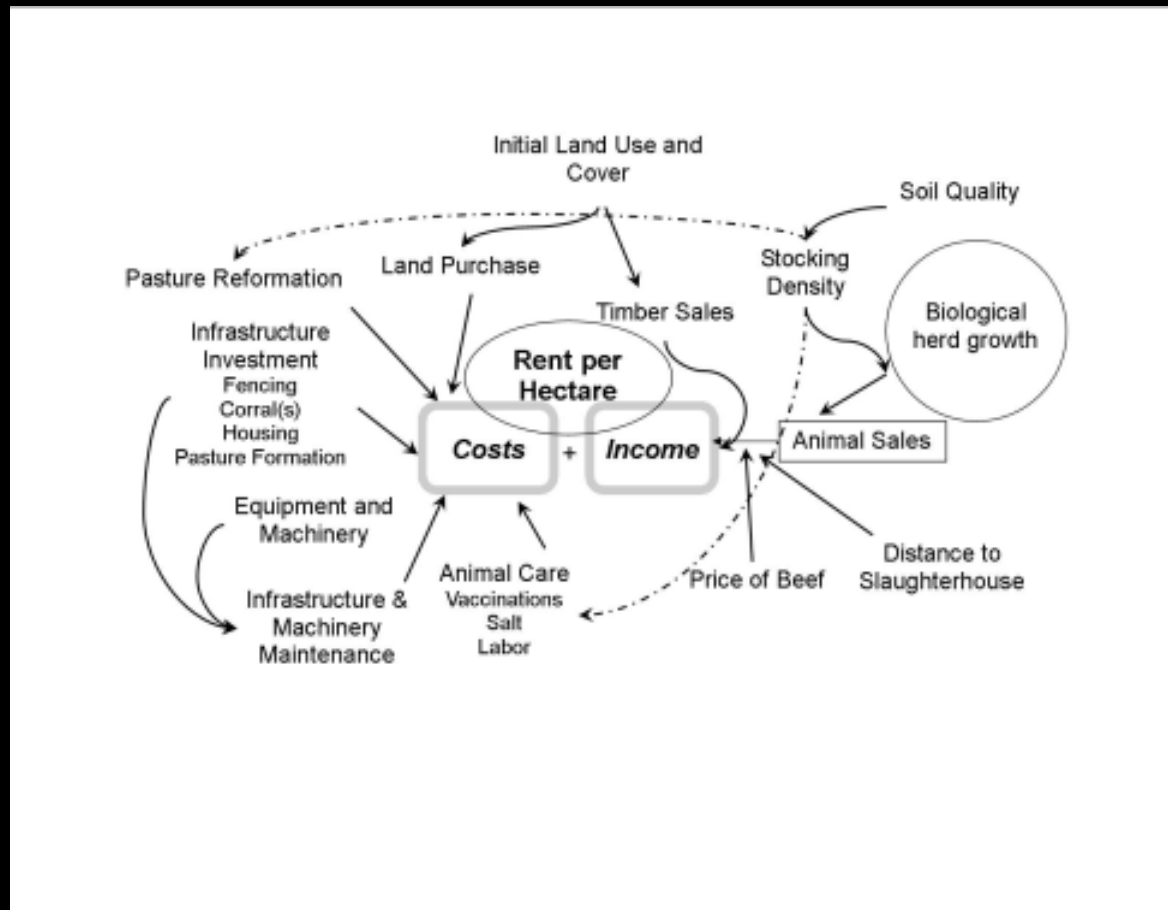 Initial Land Use and
Cover
Soil Quality
Pasture Reformation
Land Purchase
Stocking
Density
Timber Sales
Biological
herd growth
Infrastructure
Investment
Fencing
Corral(s)
Housing
Pasture Formation
Rent per
Hectare
Costs + Income
Animal Sales
Equipment and
Machinery
Infrastructure &
Machinery
Maintenance
Animal Care
Vaccinations
Salt
Labor
Price of Beef
Distance to
Slaughterhouse